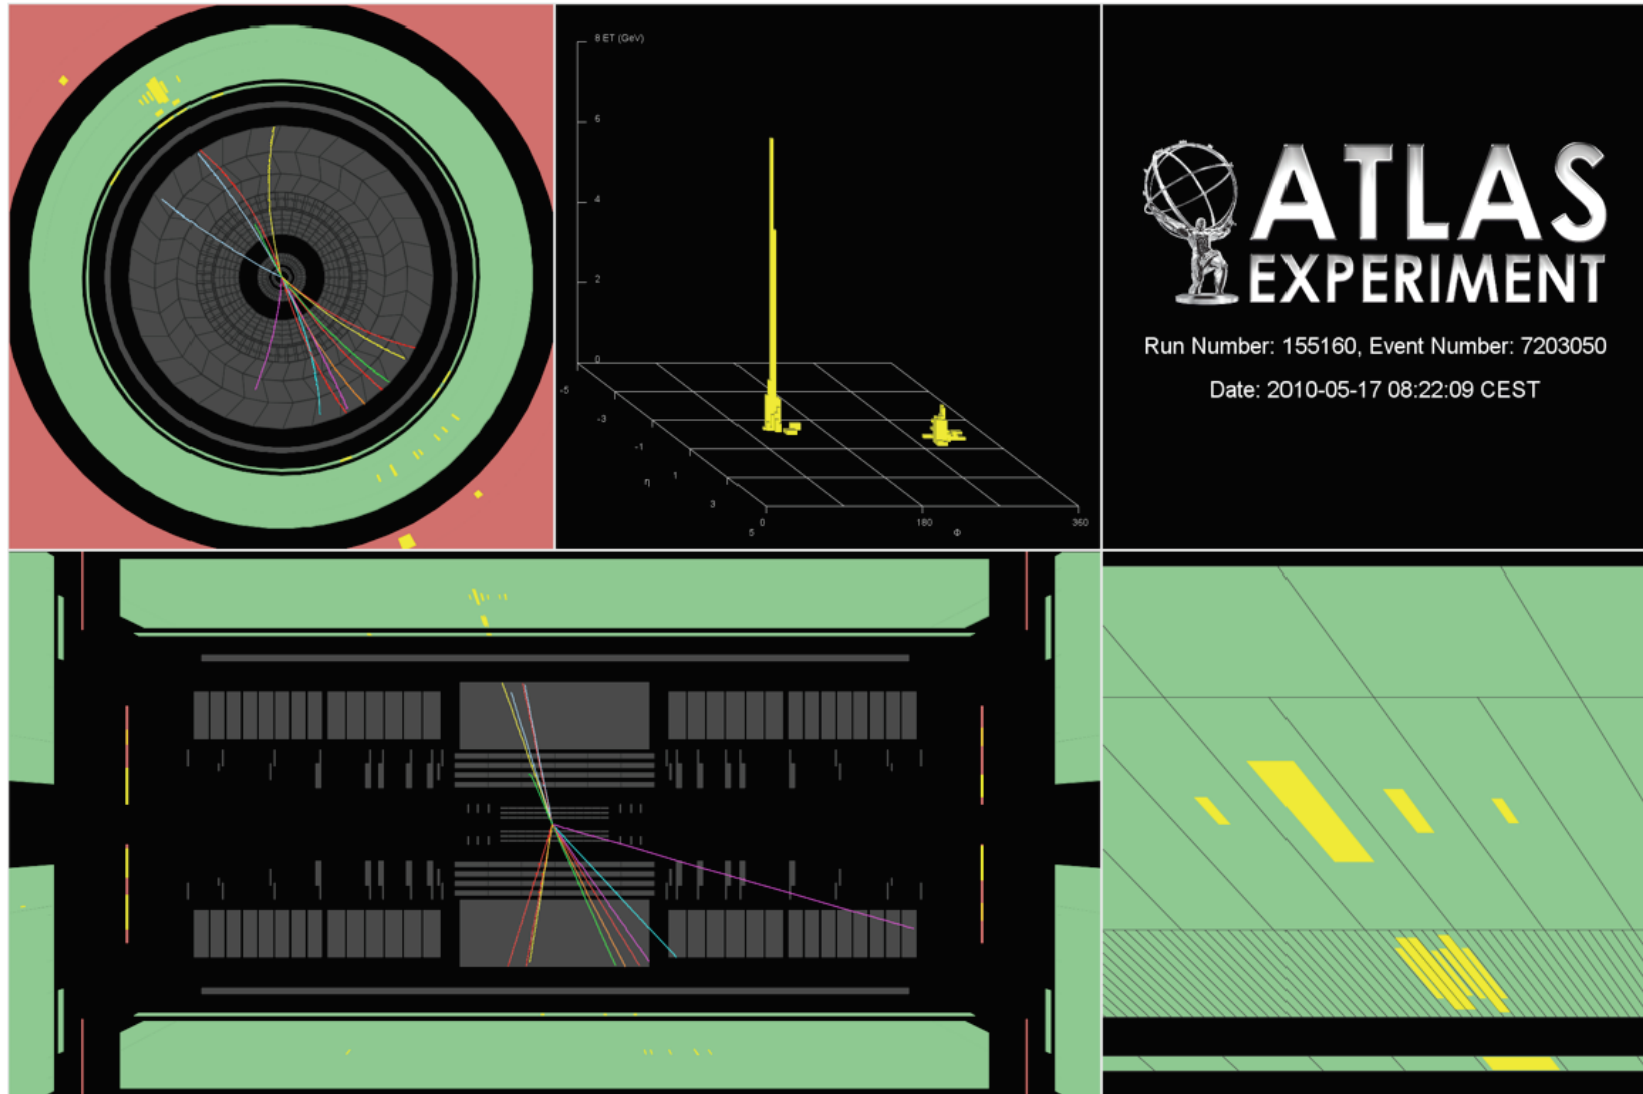 8 ET (GeV)
6
4
2
0
-5
-3
-1
η
1
3
5
0
180
Φ
360
ATLAS
EXPERIMENT
Run Number: 155160, Event Number: 7203050
Date: 2010-05-17 08:22:09 CEST